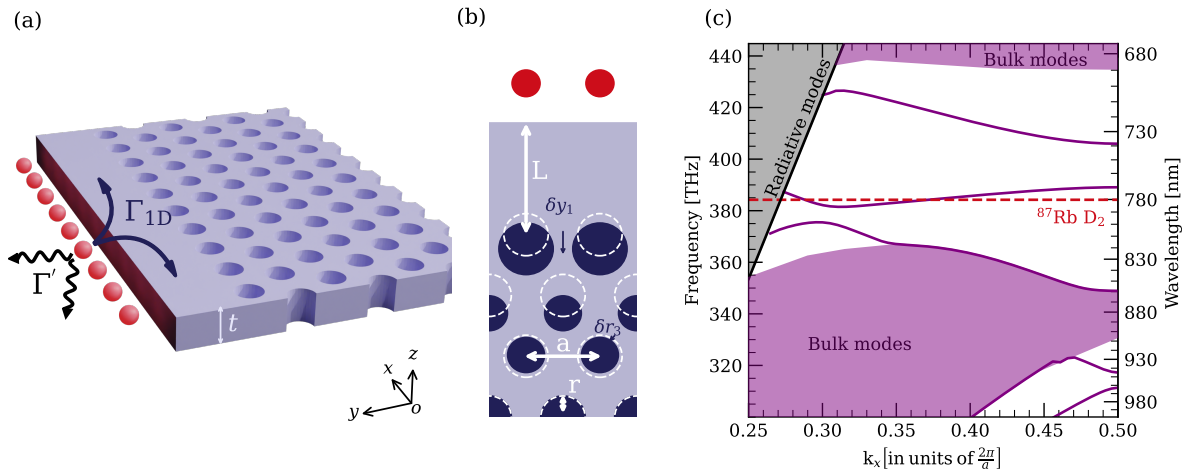 (a)
Γ1D
Γ′
t
x
z
y
o
(b)
L
δy1
δr3
a
r
(c)
Frequency [THz]
440
420
400
380
360
340
320
Radiative modes
Bulk modes
87Rb D2
Bulk modes
680
730
780
830
880
930
980
Wavelength [nm]
0.25 0.30 0.35 0.40 0.45 0.50
kx[in units of 2π/a]